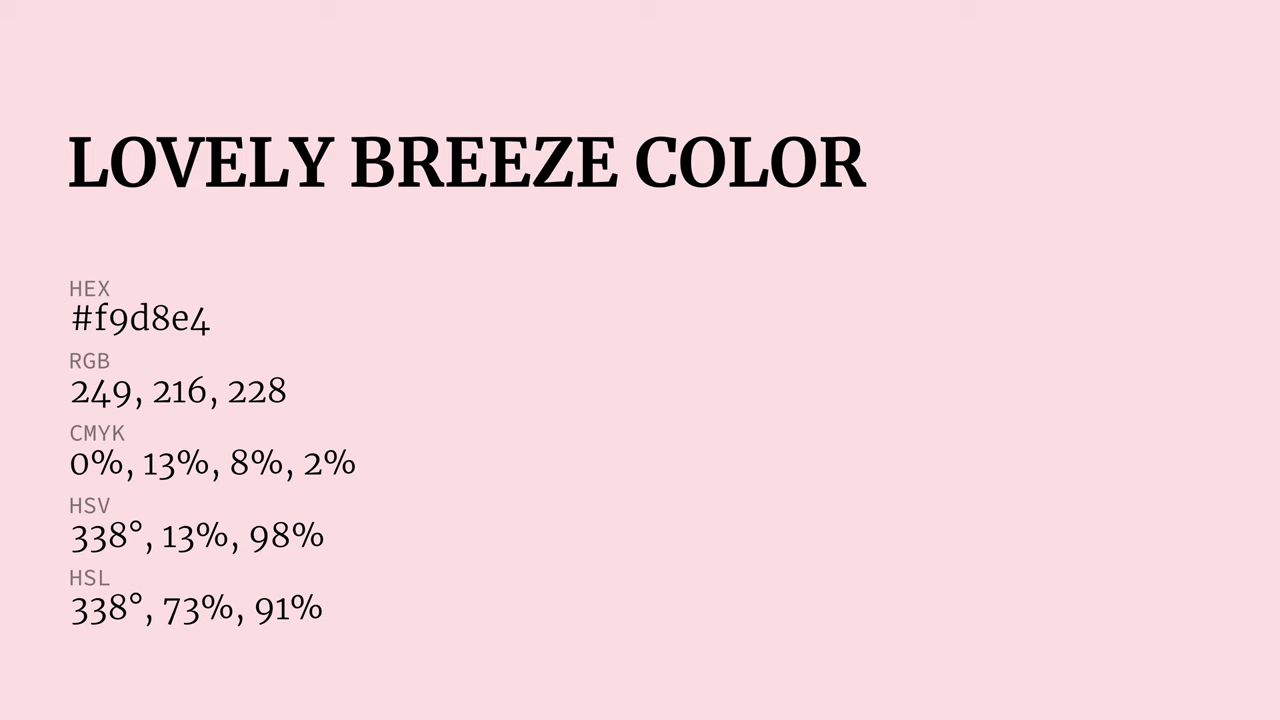 LOVELY BREEZE COLOR
HEX
#f9d8e4
RGB
249, 216, 228
CMYK
0%, 13%, 8%, 2%
HSV
338°, 13%, 98%
HSL
338°, 73%, 91%